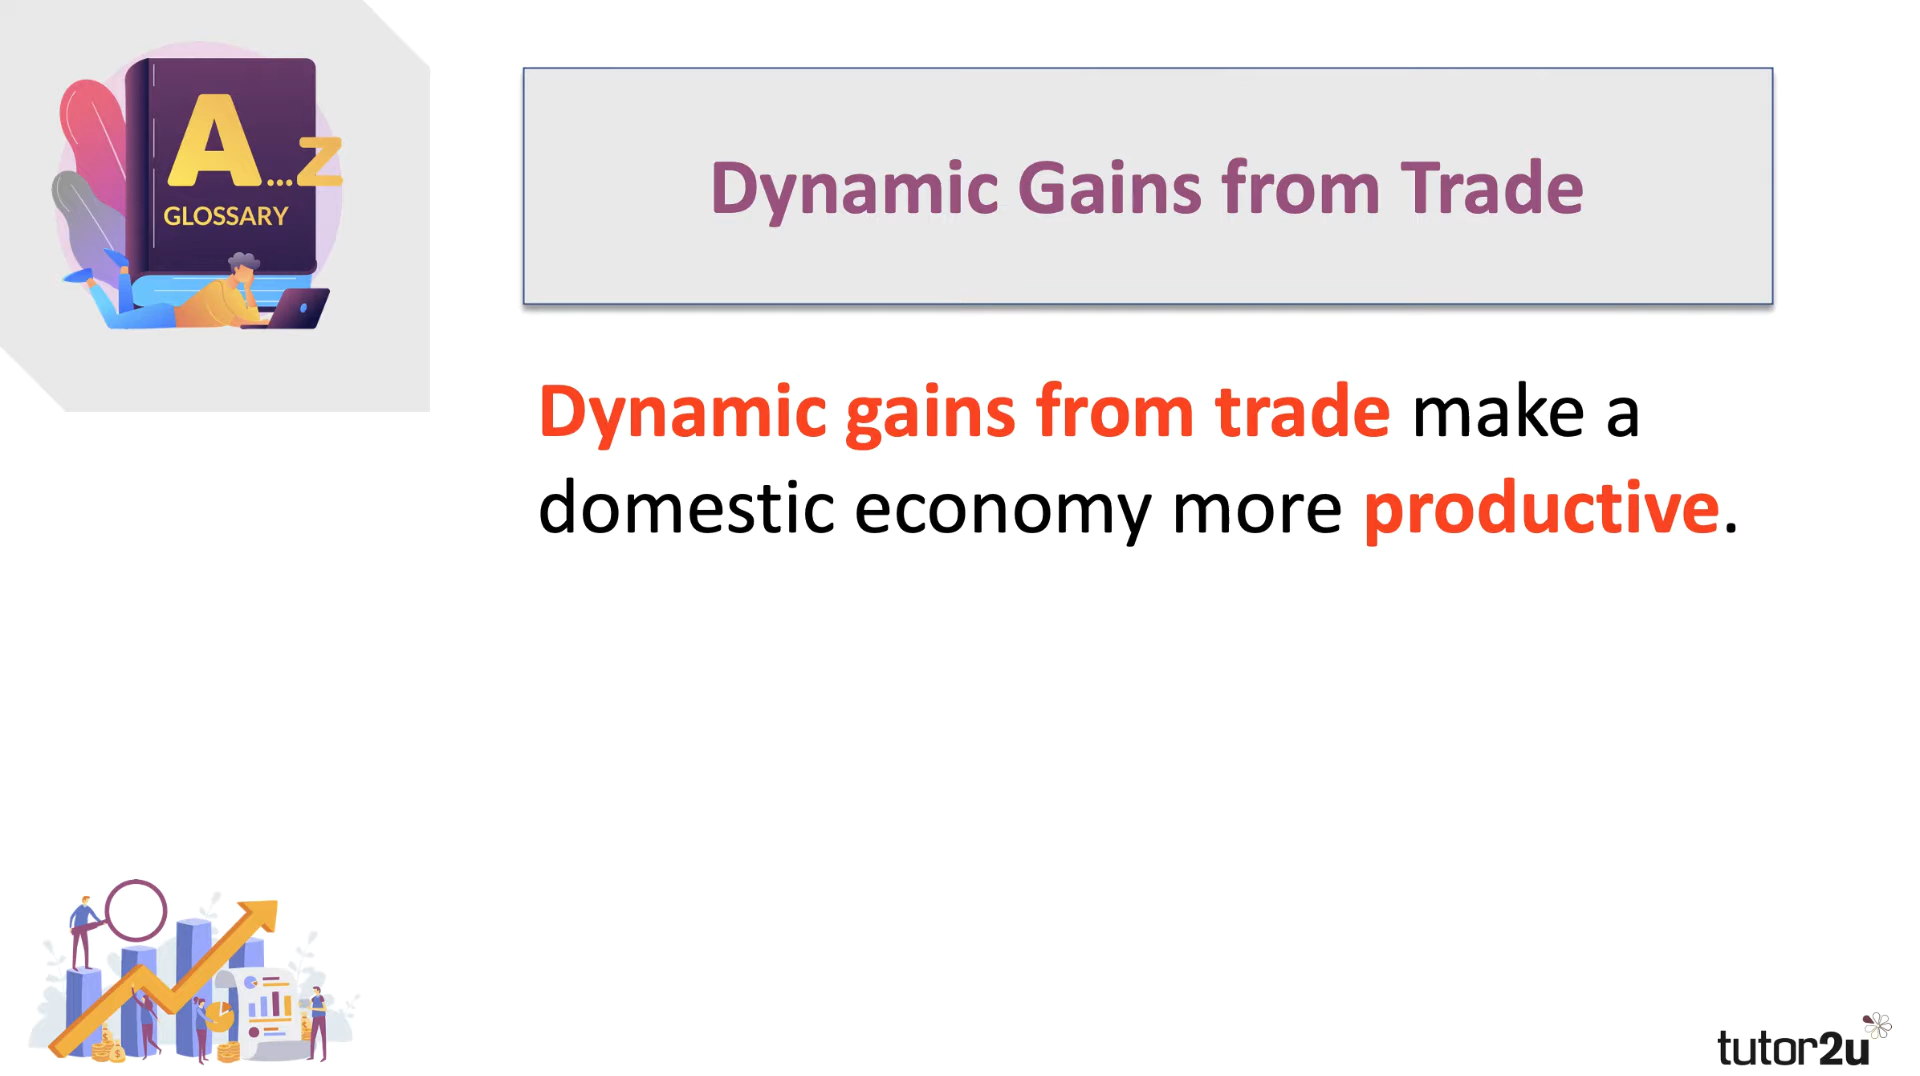 A...Z
GLOSSARY
Dynamic Gains from Trade
Dynamic gains from trade make a
domestic economy more productive.
tutor2u